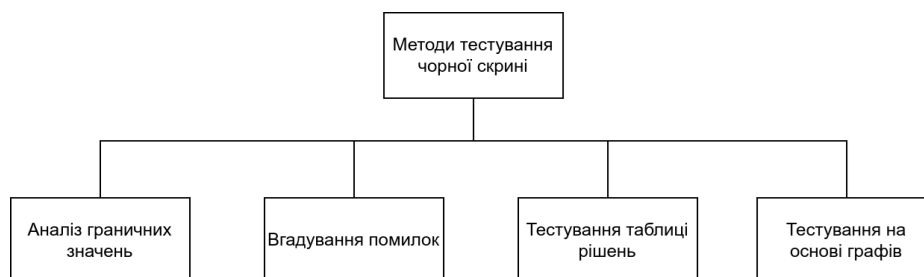 Методи тестування
чорної скрині
Аналіз граничних
значень
Вгадування помилок
Тестування таблиці
рішень
Тестування на
основі графів